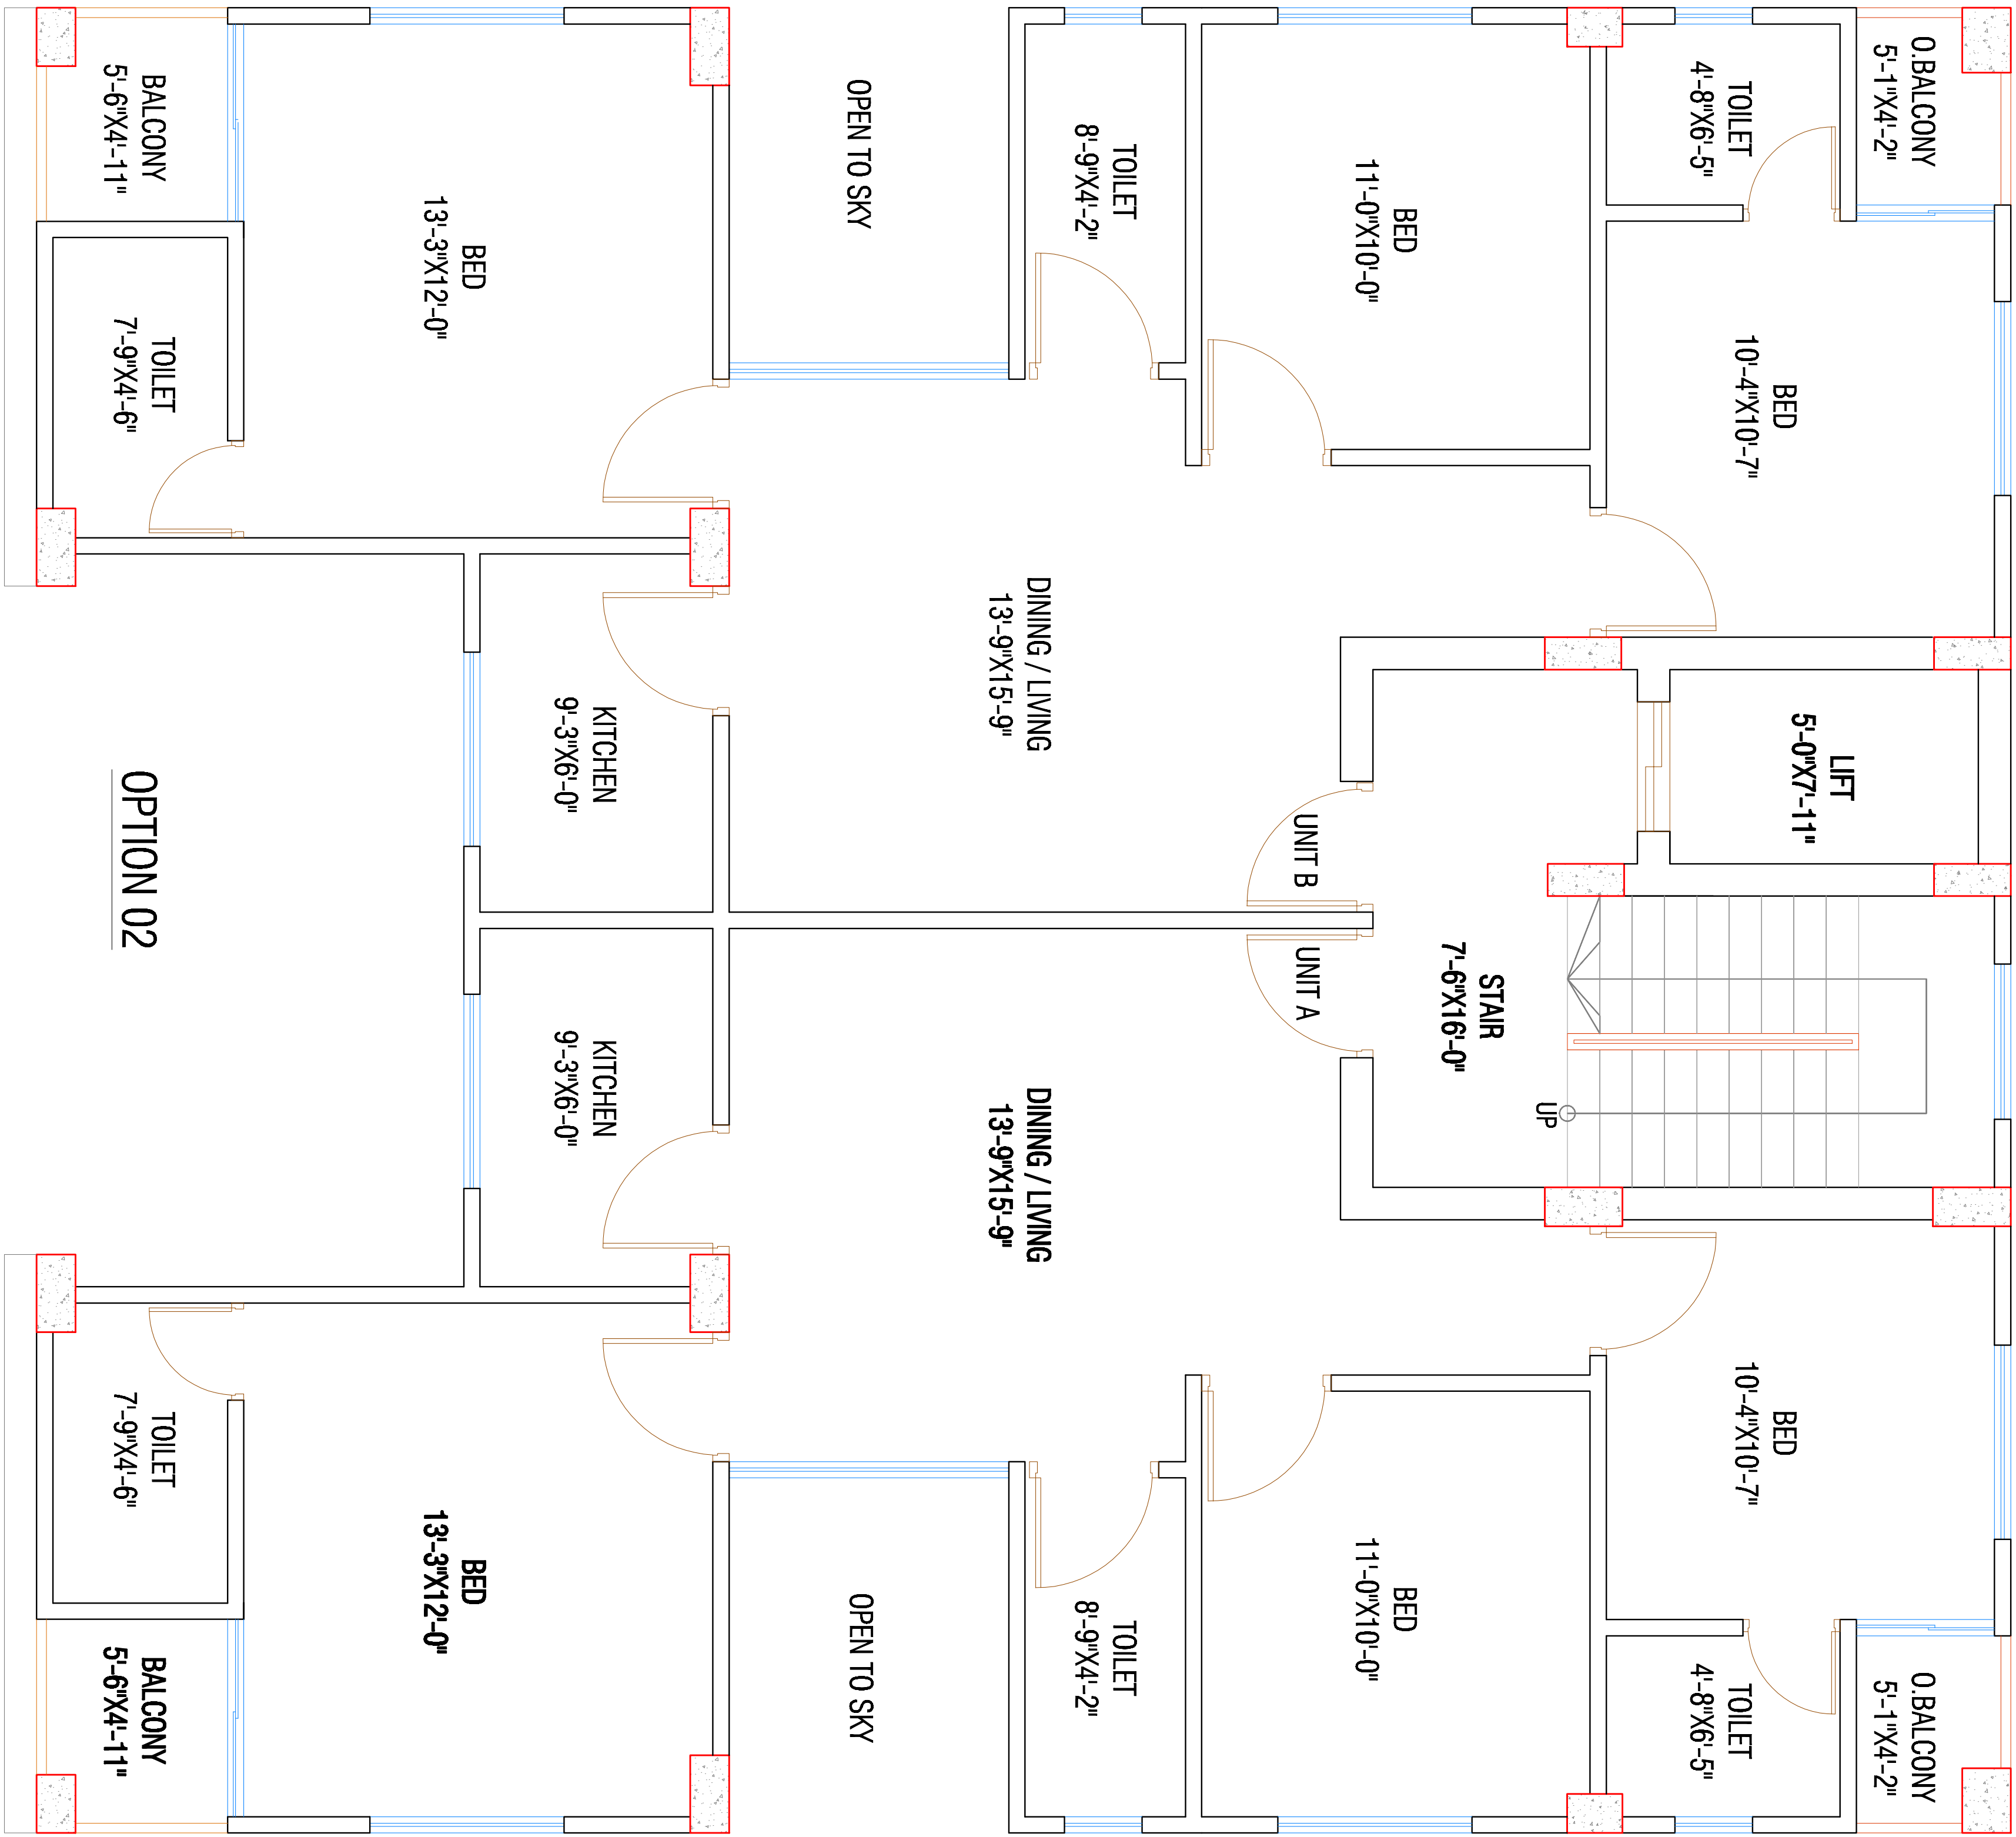 O.BALCONY
5'-1"X4'-2"
TOILET
4'-8"X6'-5"
BED
10'-4"X10'-7"
LIFT
5'-0"X7'-11"
BED
10'-4"X10'-7"
TOILET
4'-8"X6'-5"
O.BALCONY
5'-1"X4'-2"
UP
STAIR
7'-6"X16'-0"
BED
11'-0"X10'-0"
UNIT B
UNIT A
BED
11'-0"X10'-0"
TOILET
8'-9"X4'-2"
DINING / LIVING
13'-9"X15'-9"
DINING / LIVING
13'-9"X15'-9"
TOILET
8'-9"X4'-2"
OPEN TO SKY
OPEN TO SKY
BED
13'-3"X12'-0"
KITCHEN
9'-3"X6'-0"
KITCHEN
9'-3"X6'-0"
BED
13'-3"X12'-0"
BALCONY
5'-6"X4'-11"
TOILET
7'-9"X4'-6"
OPTION 02
TOILET
7'-9"X4'-6"
BALCONY
5'-6"X4'-11"